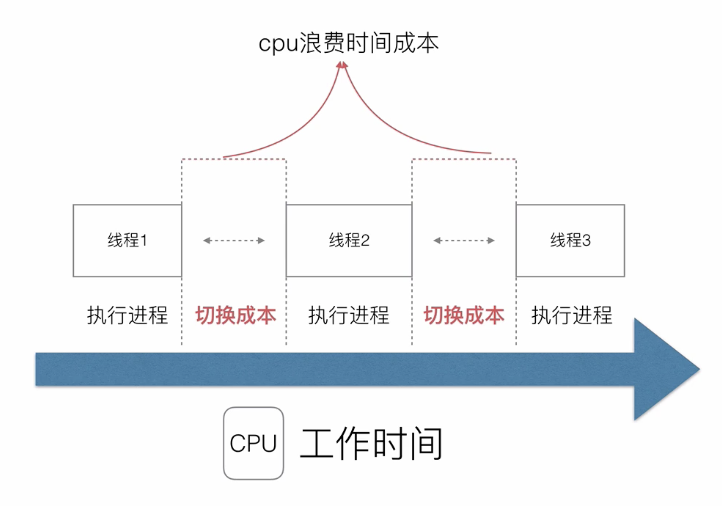 cpu浪费时间成本
线程1
线程2
线程3
执行进程
切换成本
执行进程
切换成本
执行进程
CPU
工作时间